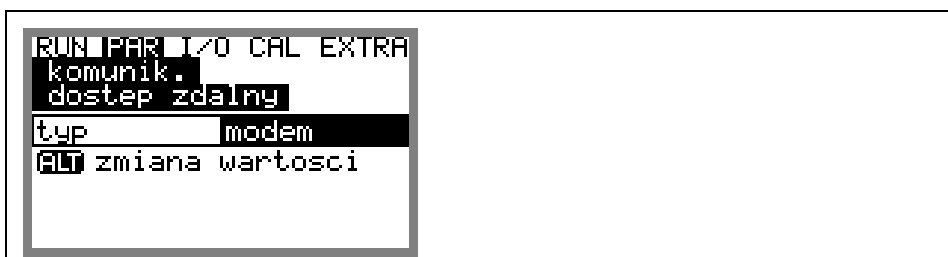 RUN PAR I/O CAL EXTRA
komunik.
dostep zdalny
typ modem
ALT zmiana wartosci